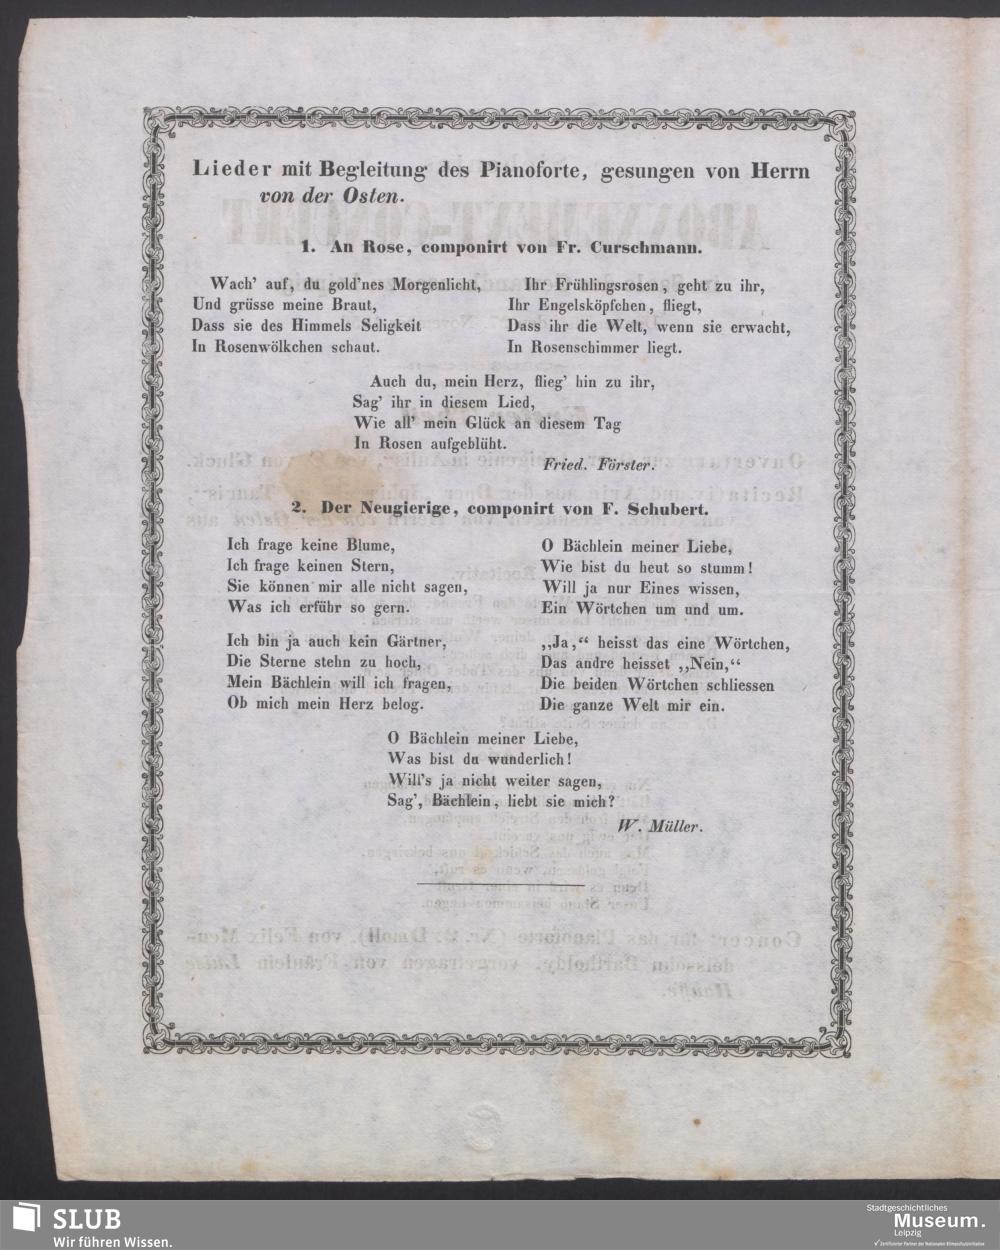 Lieder mit Begleitung des Pianoforte, gesungen von Herrn
von der Osten.
1. An Rose, componirt von Fr. Curschmann.
Wach' auf, du gold'nes Morgenlicht,
Und grüsse meine Braut,
Dass sie des Himmels Seligkeit
In Rosenwölkchen schaut.
Ihr Frühlingsrosen, geht zu ihr,
Ihr Engelsköpfchen, fliegt,
Dass ihr die Welt, wenn sie erwacht,
In Rosenschimmer liegt.
Auch du, mein Herz, flieg' hin zu ihr,
Sag' ihr in diesem Lied,
Wie all' mein Glück an diesem Tag
In Rosen aufgeblüht.
Fried. Förster.
2. Der Neugierige, componirt von F. Schubert.
Ich frage keine Blume,
Ich frage keinen Stern,
Sie können mir alle nicht sagen,
Was ich erführ so gern.
Ich bin ja auch kein Gärtner,
Die Sterne stehn zu hoch,
Mein Bächlein will ich fragen,
Ob mich mein Herz belog.
O Bächlein meiner Liebe,
Wie bist du heut so stumm!
Will ja nur Eines wissen,
Ein Wörtchen um und um.
„Ja,“ heisst das eine Wörtchen,
Das andre heisset „Nein,“
Die beiden Wörtchen schliessen
Die ganze Welt mir ein.
O Bächlein meiner Liebe,
Was bist du wunderlich!
Will's ja nicht weiter sagen,
Sag', Bächlein, liebt sie mich?
W. Müller.
SLUB
Wir führen Wissen.
Stadtgeschichtliches
Museum.
Leipzig
Zertifizierter Partner der Nationalen Klimaschutzinitiative